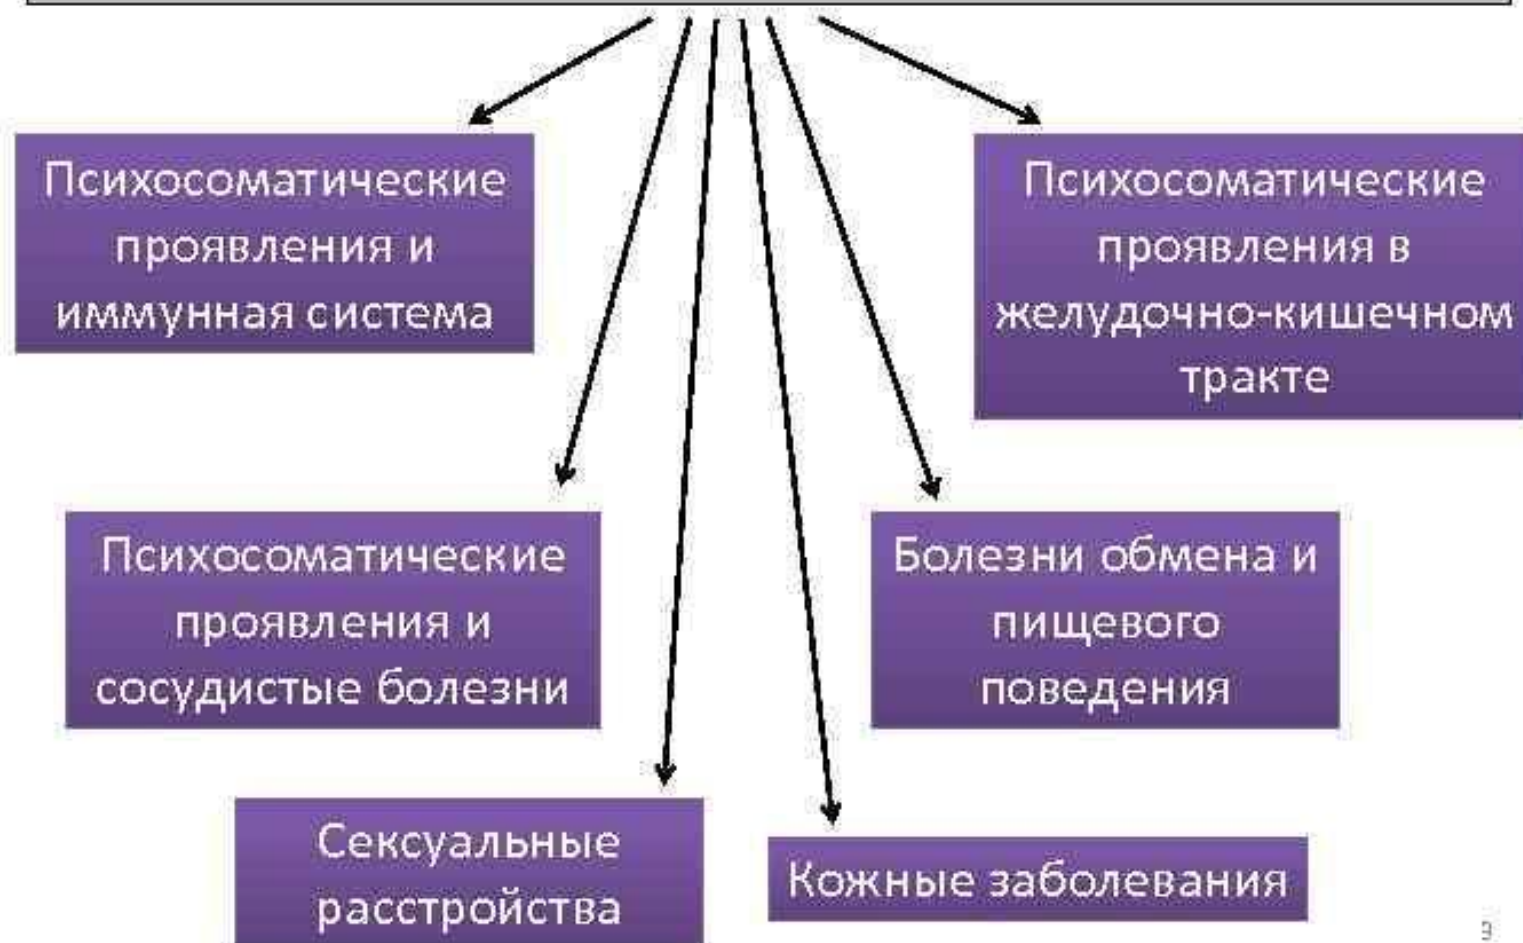 Психосоматические
проявления и
иммунная система
Психосоматические
проявления в
желудочно-кишечном
тракте
Психосоматические
проявления и
сосудистые болезни
Болезни обмена и
пищевого
поведения
Сексуальные
расстройства
Кожные заболевания